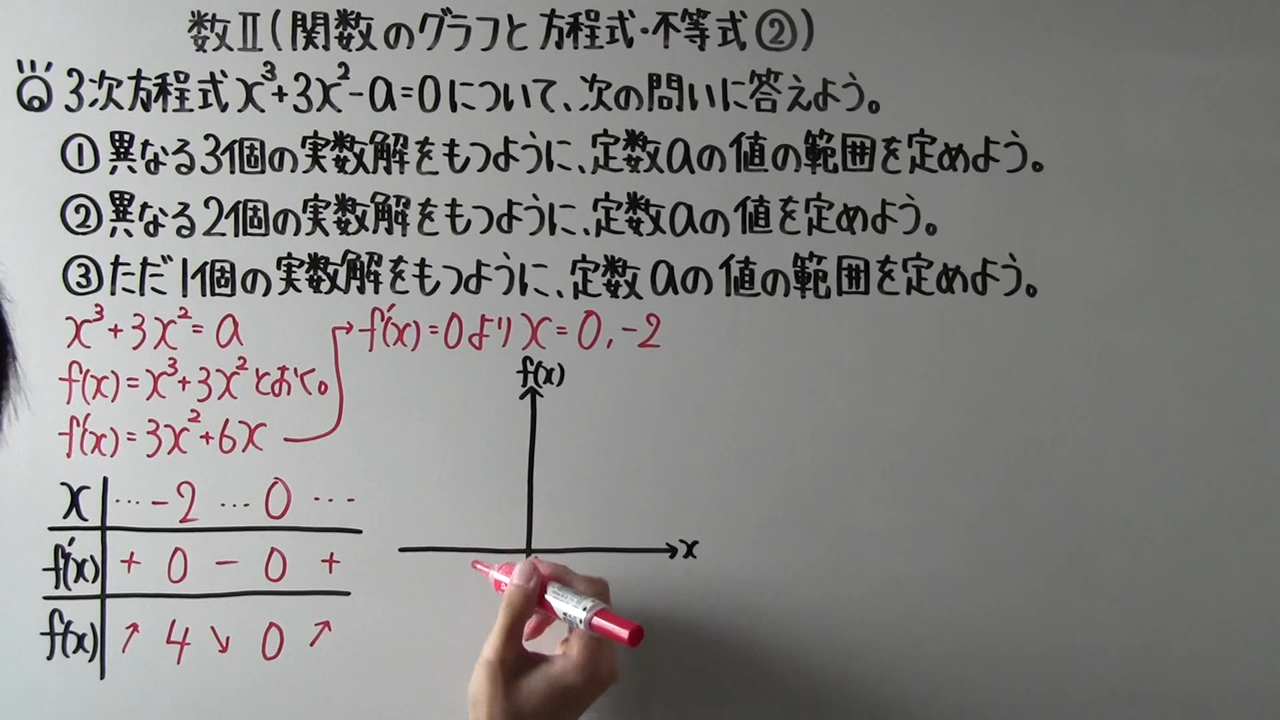 数Ⅱ(関数のグラフと方程式・不等式②)
Q 3次方程式x³+3x²-a=0について、次の問いに答えよう。
①異なる3個の実数解をもつように、定数aの値の範囲を定めよう。
②異なる2個の実数解をもつように、定数aの値を定めよう。
③ただ1個の実数解をもつように、定数aの値の範囲を定めよう。
x³+3x²=a
f(x)=x³+3x²とおく。
f'(x)=3x²+6x
f'(x)=0よりx=0,-2
x … -2 … 0 …
f'(x) + 0 - 0 +
f(x) ↗ 4 ↘ 0 ↗
f(x)
x